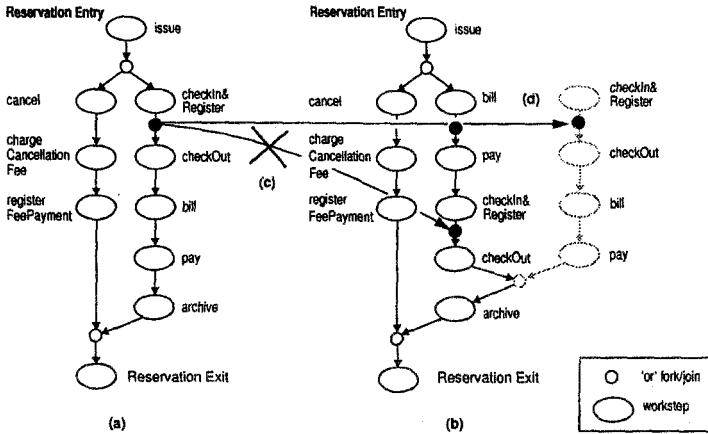 Reservation Entry
issue
cancel
checkIn&
Register
charge
Cancellation
Fee
checkOut
register
FeePayment
bill
pay
archive
Reservation Exit
(a)
(c)
Reservation Entry
issue
cancel
bill
charge
Cancellation
Fee
pay
register
FeePayment
checkIn&
Register
checkOut
archive
Reservation Exit
(b)
(d)
checkIn&
Register
checkOut
bill
pay
'or' fork/join
workstep